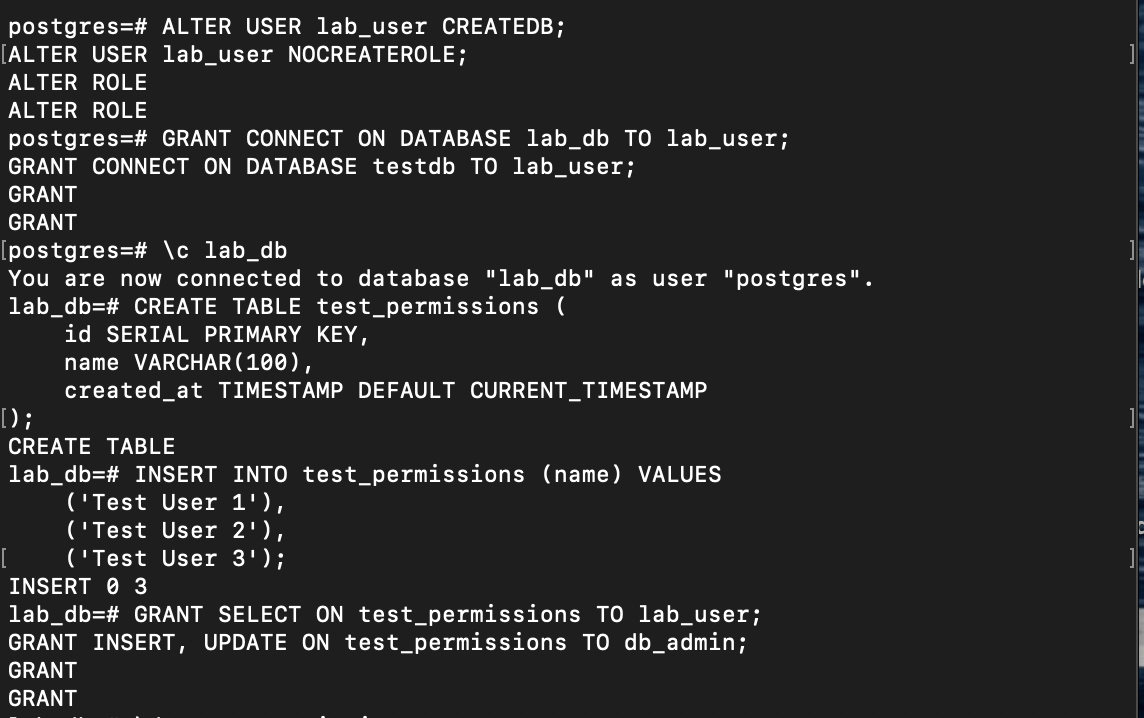 postgres=# ALTER USER lab_user CREATEDB;
[ALTER USER lab_user NOCREATEROLE; ]
ALTER ROLE
ALTER ROLE
postgres=# GRANT CONNECT ON DATABASE lab_db TO lab_user;
GRANT CONNECT ON DATABASE testdb TO lab_user;
GRANT
GRANT
[postgres=# \c lab_db ]
You are now connected to database "lab_db" as user "postgres".
lab_db=# CREATE TABLE test_permissions (
    id SERIAL PRIMARY KEY,
    name VARCHAR(100),
    created_at TIMESTAMP DEFAULT CURRENT_TIMESTAMP
[); ]
CREATE TABLE
lab_db=# INSERT INTO test_permissions (name) VALUES
    ('Test User 1'),
    ('Test User 2'),
[    ('Test User 3'); ]
INSERT 0 3
lab_db=# GRANT SELECT ON test_permissions TO lab_user;
GRANT INSERT, UPDATE ON test_permissions TO db_admin;
GRANT
GRANT